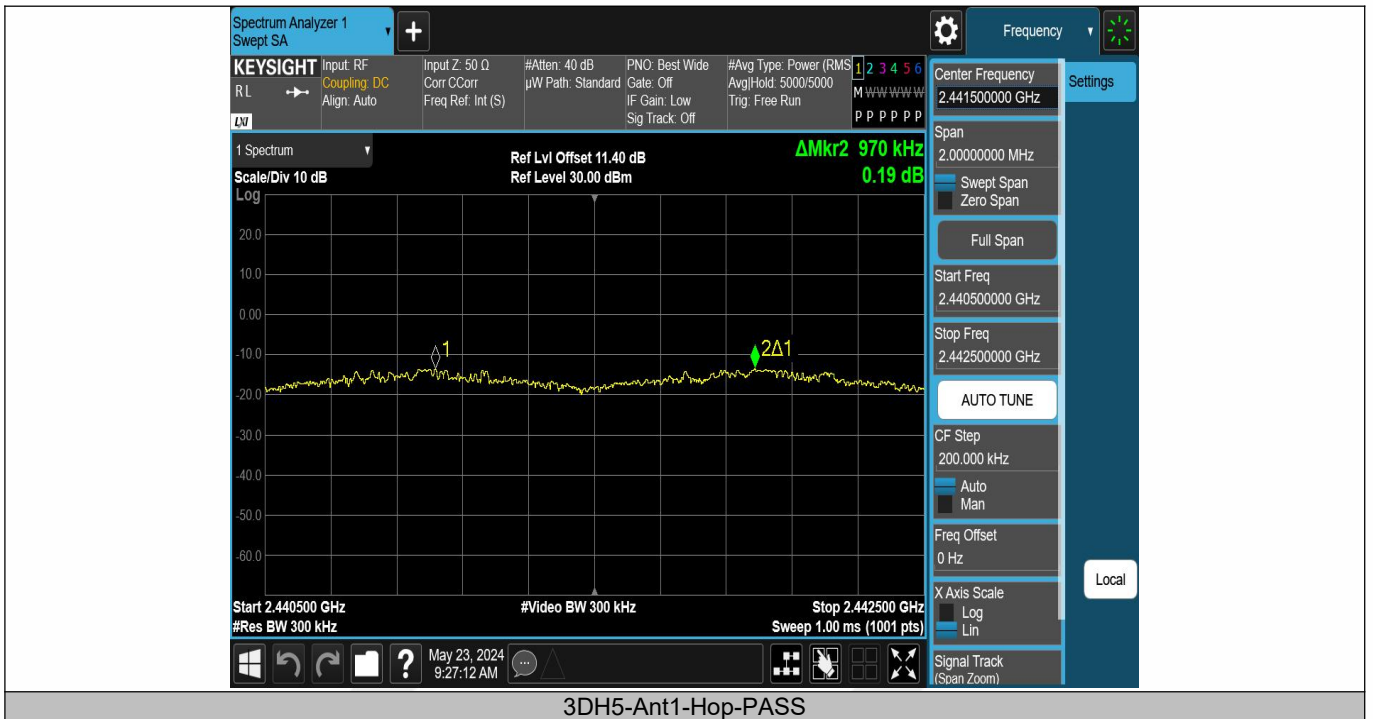 Spectrum Analyzer 1
Swept SA
+
Frequency
KEYSIGHT
RL
LXI
Input: RF
Coupling: DC
Align: Auto
Input Z: 50 Ω
Corr CCorr
Freq Ref: Int (S)
#Atten: 40 dB
µW Path: Standard
PNO: Best Wide
Gate: Off
IF Gain: Low
Sig Track: Off
#Avg Type: Power (RMS
Avg|Hold: 5000/5000
Trig: Free Run
1 2 3 4 5 6
M W W W W W
P P P P P P
1 Spectrum
Scale/Div 10 dB
Log
Ref Lvl Offset 11.40 dB
Ref Level 30.00 dBm
ΔMkr2 970 kHz
0.19 dB
20.0
10.0
0.00
-10.0
-20.0
-30.0
-40.0
-50.0
-60.0
1
2Δ1
Start 2.440500 GHz
#Res BW 300 kHz
#Video BW 300 kHz
Stop 2.442500 GHz
Sweep 1.00 ms (1001 pts)
?
May 23, 2024
9:27:12 AM
Center Frequency
2.441500000 GHz
Settings
Span
2.00000000 MHz
Swept Span
Zero Span
Full Span
Start Freq
2.440500000 GHz
Stop Freq
2.442500000 GHz
AUTO TUNE
CF Step
200.000 kHz
Auto
Man
Freq Offset
0 Hz
Local
X Axis Scale
Log
Lin
Signal Track
(Span Zoom)
3DH5-Ant1-Hop-PASS